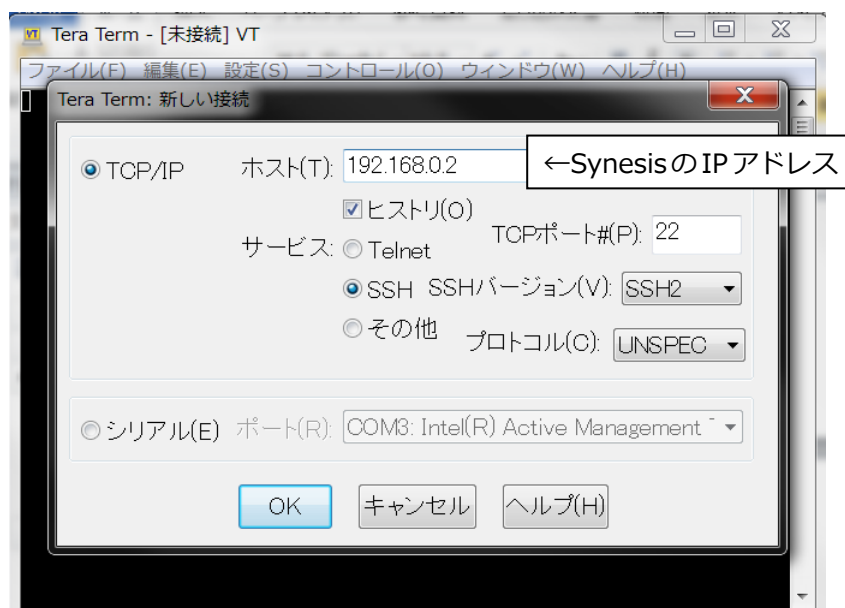 Tera Term - [未接続] VT
ファイル(F) 編集(E) 設定(S) コントロール(O) ウィンドウ(W) ヘルプ(H)
Tera Term: 新しい接続
TCP/IP
ホスト(T): 192.168.0.2
←SynesisのIPアドレス
ヒストリ(O)
サービス: Telnet
TCPポート#(P): 22
SSH SSHバージョン(V): SSH2
その他 プロトコル(C): UNSPEC
シリアル(E) ポート(R): COM3: Intel(R) Active Management
OK キャンセル ヘルプ(H)